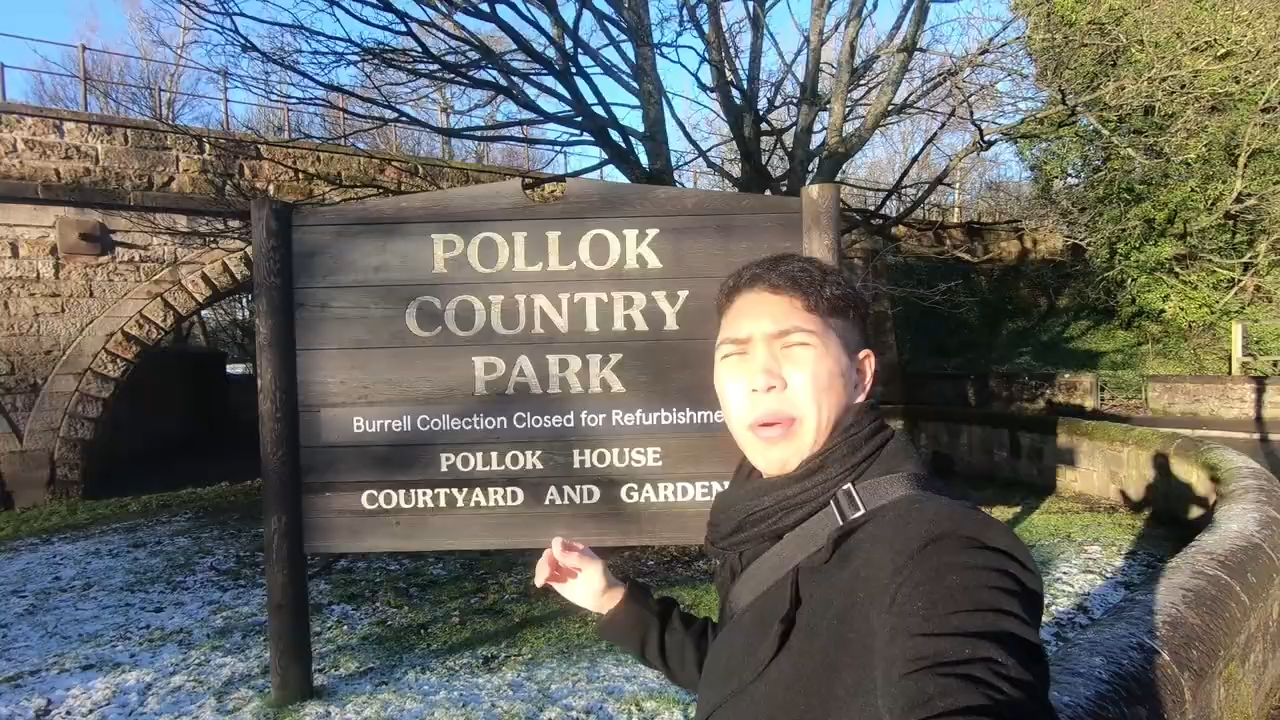 POLLOK
COUNTRY
PARK
Burrell Collection Closed for Refurbishme
POLLOK HOUSE
COURTYARD AND GARDEN